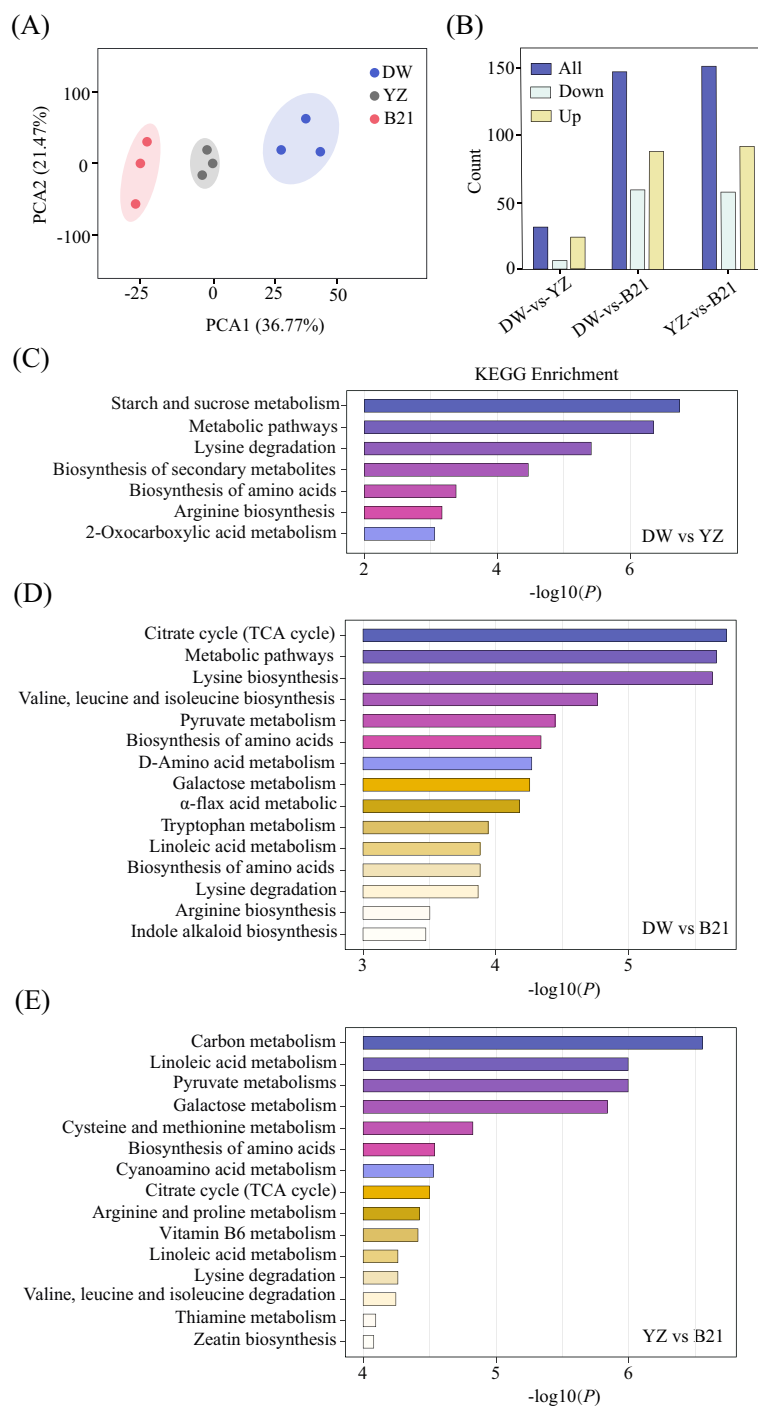 (A)
DW
YZ
B21
100
0
-100
PCA2 (21.47%)
-25
0
25
50
PCA1 (36.77%)
(B)
All
Down
Up
150
100
50
0
Count
DW-vs-YZ
DW-vs-B21
YZ-vs-B21
(C)
KEGG Enrichment
Starch and sucrose metabolism
Metabolic pathways
Lysine degradation
Biosynthesis of secondary metabolites
Biosynthesis of amino acids
Arginine biosynthesis
2-Oxocarboxylic acid metabolism
DW vs YZ
2
4
6
-log10(P)
(D)
Citrate cycle (TCA cycle)
Metabolic pathways
Lysine biosynthesis
Valine, leucine and isoleucine biosynthesis
Pyruvate metabolism
Biosynthesis of amino acids
D-Amino acid metabolism
Galactose metabolism
α-flax acid metabolic
Tryptophan metabolism
Linoleic acid metabolism
Biosynthesis of amino acids
Lysine degradation
Arginine biosynthesis
Indole alkaloid biosynthesis
DW vs B21
3
4
5
-log10(P)
(E)
Carbon metabolism
Linoleic acid metabolism
Pyruvate metabolisms
Galactose metabolism
Cysteine and methionine metabolism
Biosynthesis of amino acids
Cyanoamino acid metabolism
Citrate cycle (TCA cycle)
Arginine and proline metabolism
Vitamin B6 metabolism
Linoleic acid metabolism
Lysine degradation
Valine, leucine and isoleucine degradation
Thiamine metabolism
Zeatin biosynthesis
YZ vs B21
4
5
6
-log10(P)